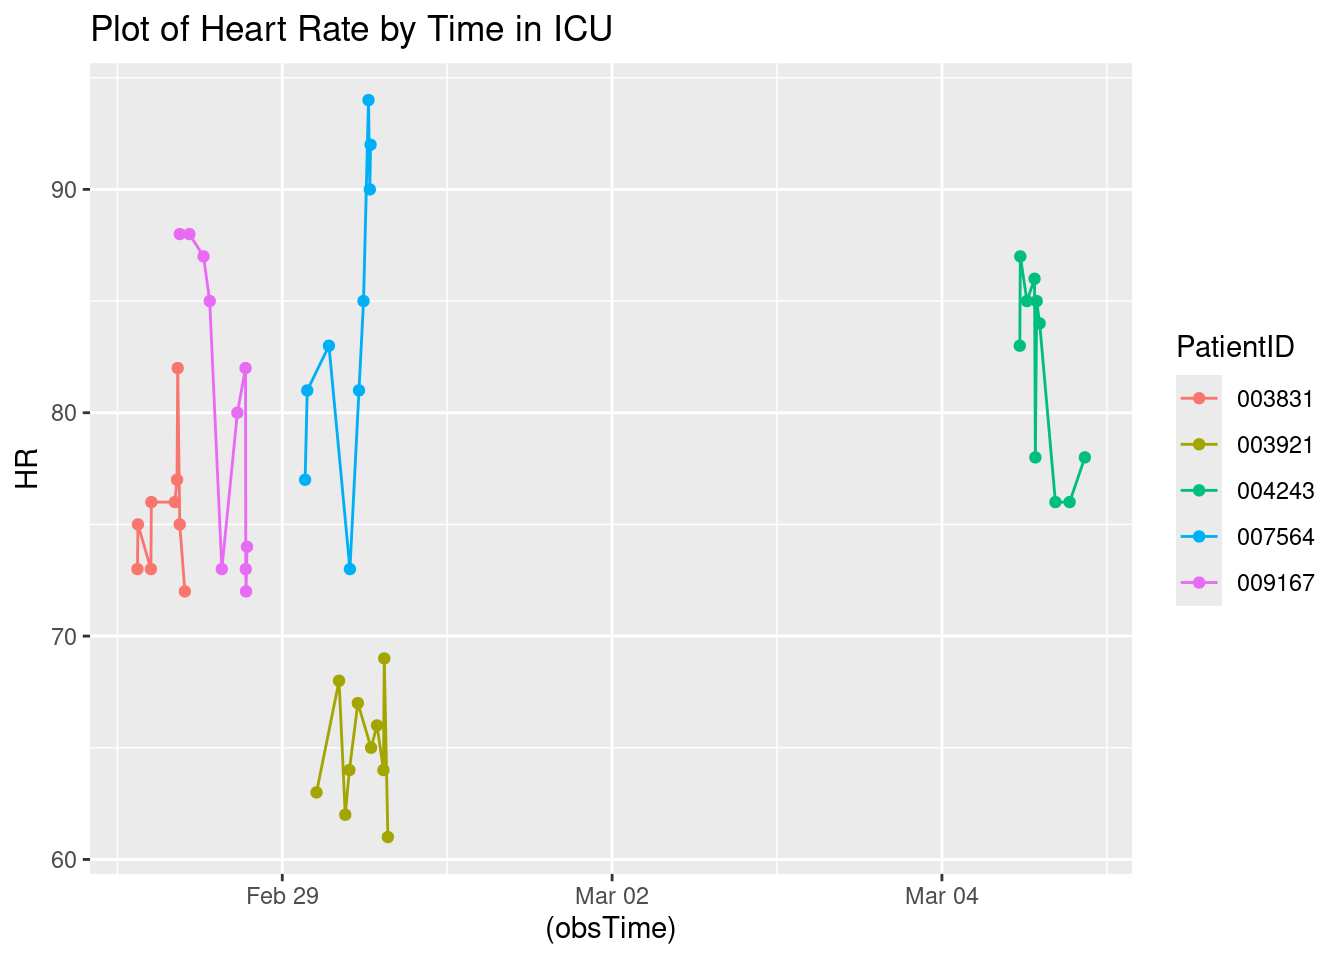 Plot of Heart Rate by Time in ICU
HR
90
80
70
60
Feb 29
Mar 02
Mar 04
(obsTime)
PatientID
003831
003921
004243
007564
009167